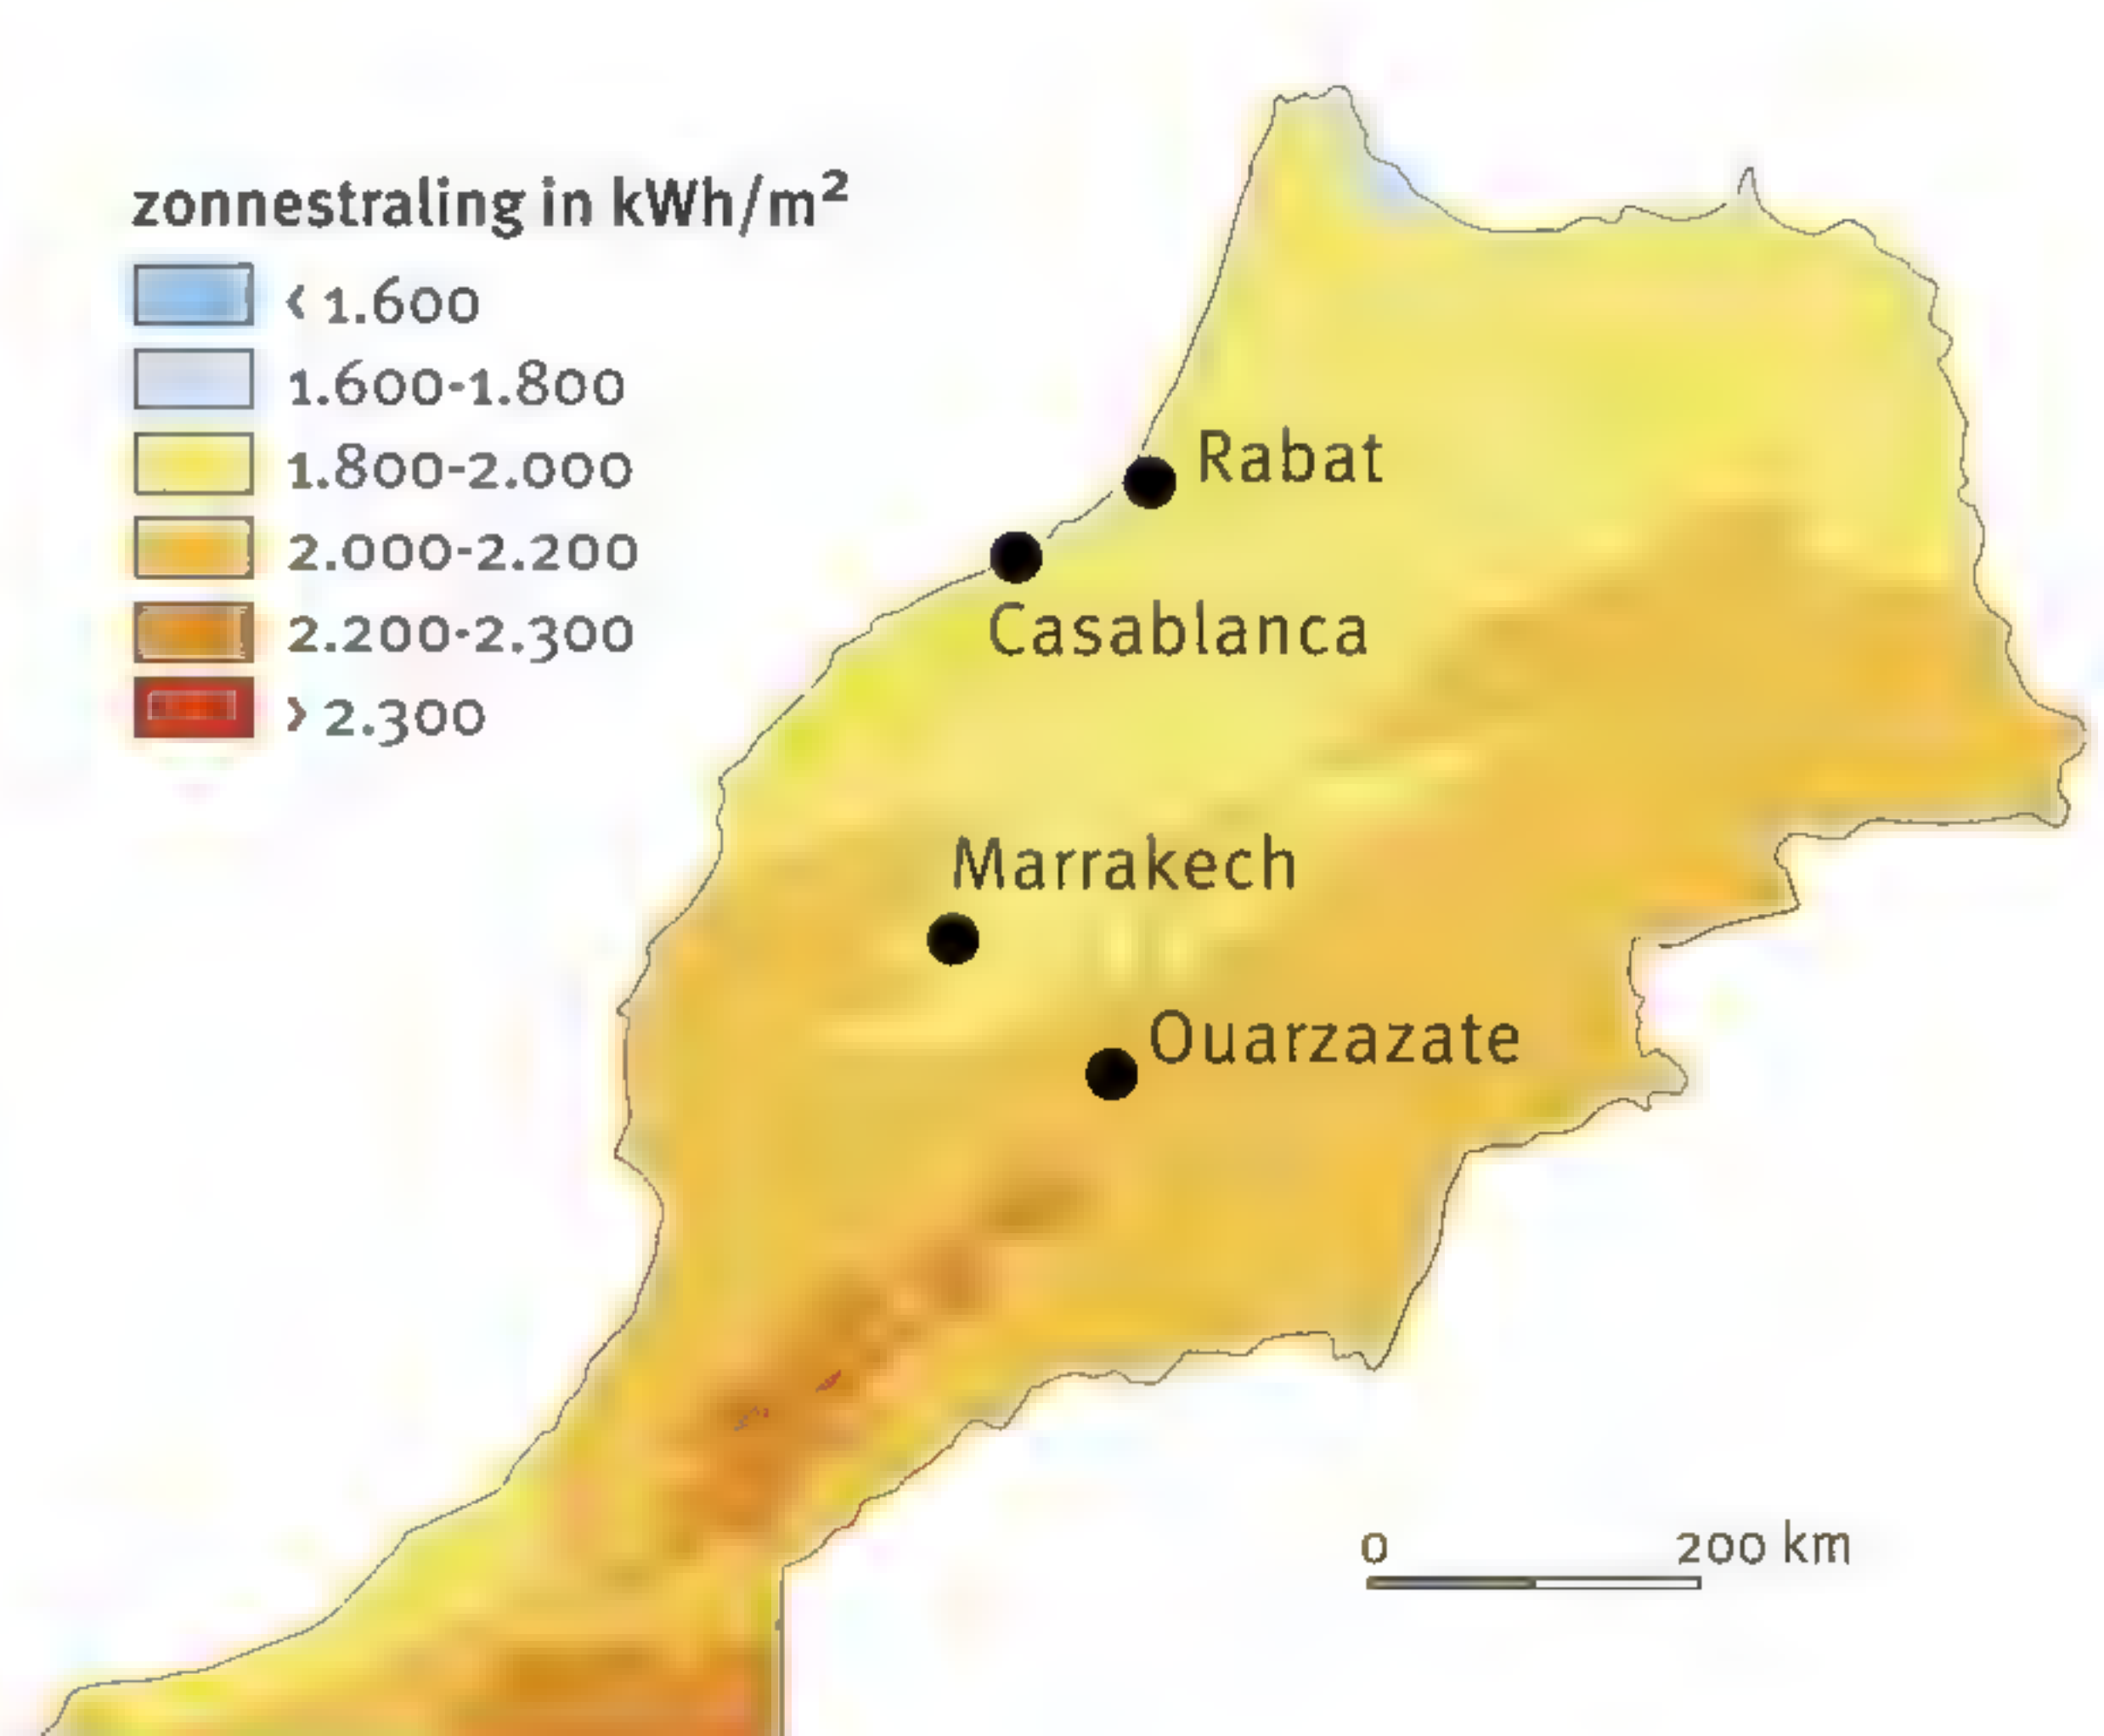 zonnestraling in kWh/m²
< 1.600
1.600-1.800
1.800-2.000
2.000-2.200
2.200-2.300
> 2.300
Rabat
Casablanca
Marrakech
Ouarzazate
0 200 km